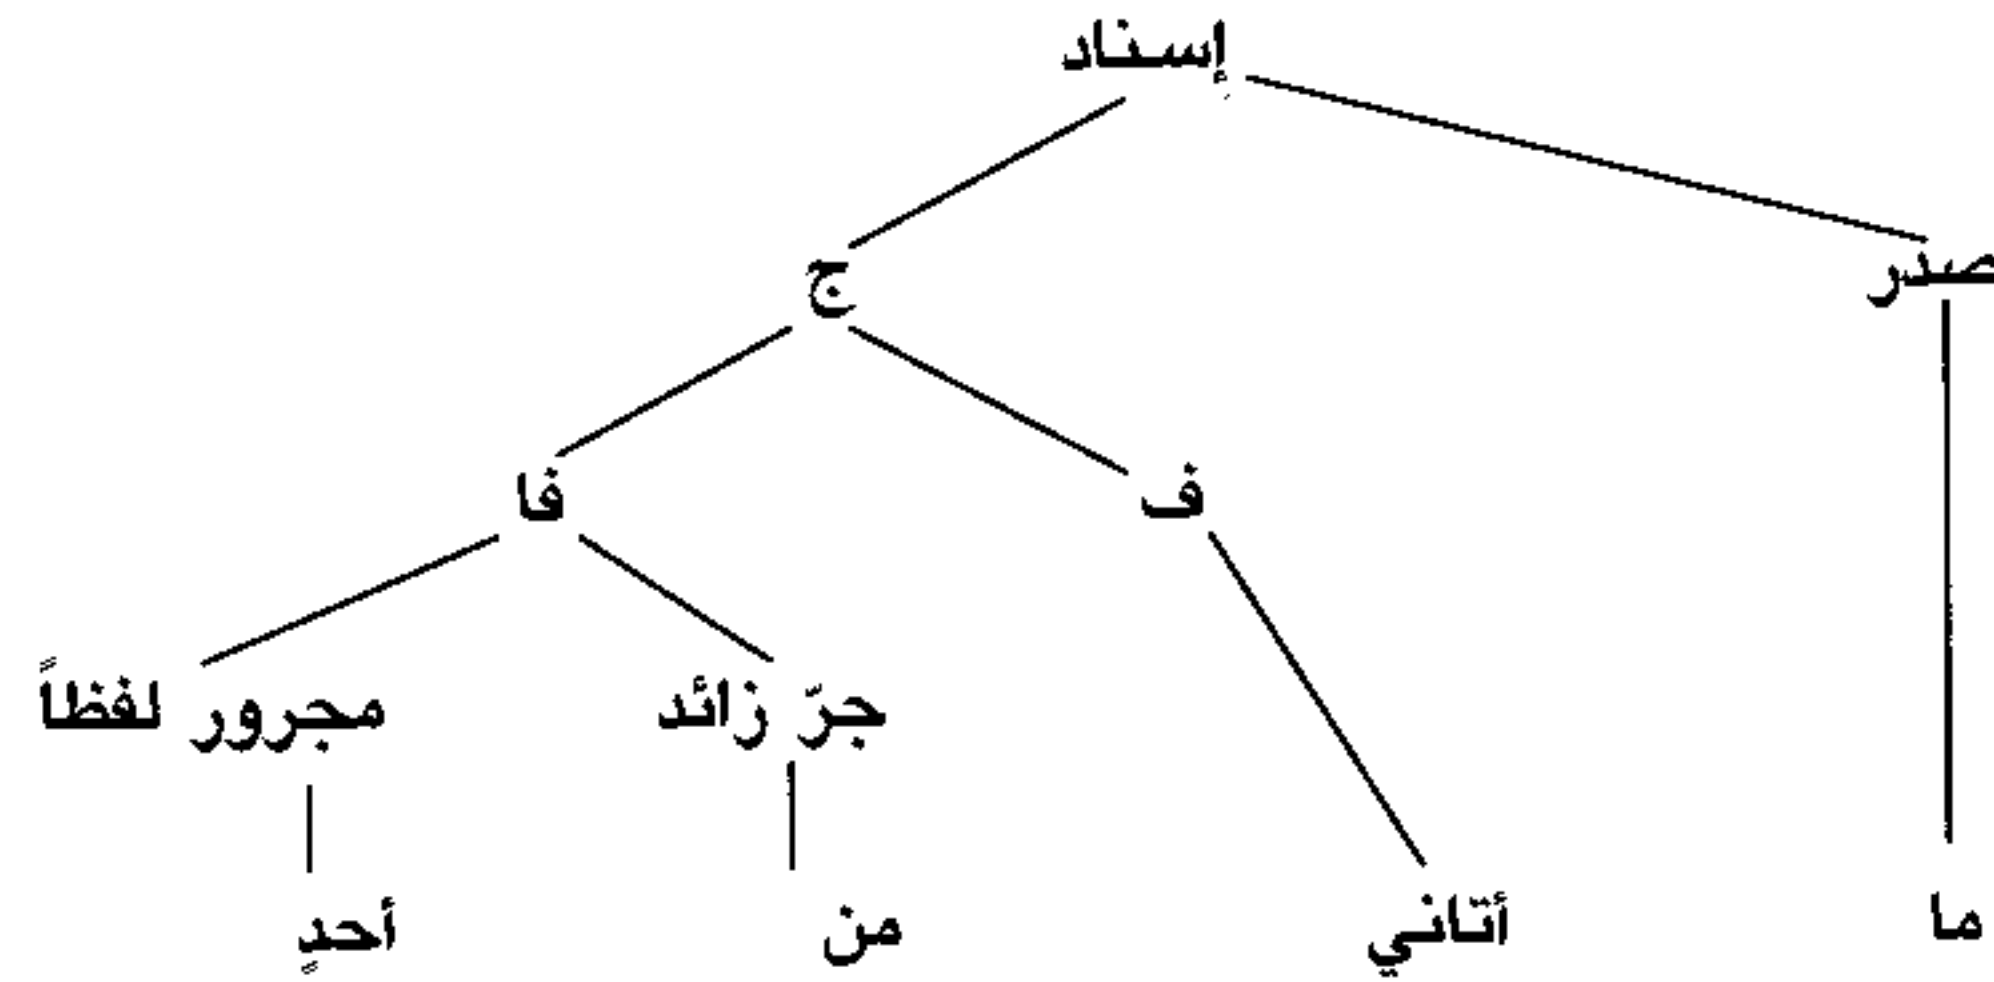 إسناد
صدر ج
ف فا
جرّ زائد مجرور لفظاً
ما أتاني من أحدٍ